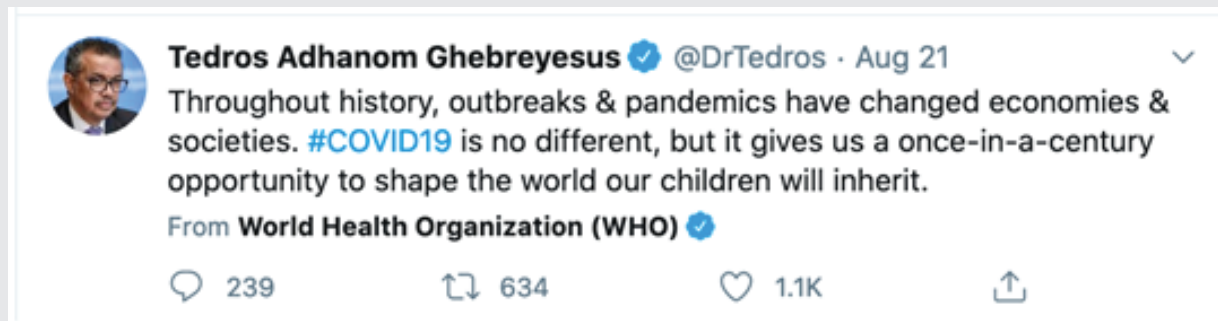 Tedros Adhanom Ghebreyesus @DrTedros · Aug 21
Throughout history, outbreaks & pandemics have changed economies &
societies. #COVID19 is no different, but it gives us a once-in-a-century
opportunity to shape the world our children will inherit.
From World Health Organization (WHO)
239 634 1.1K